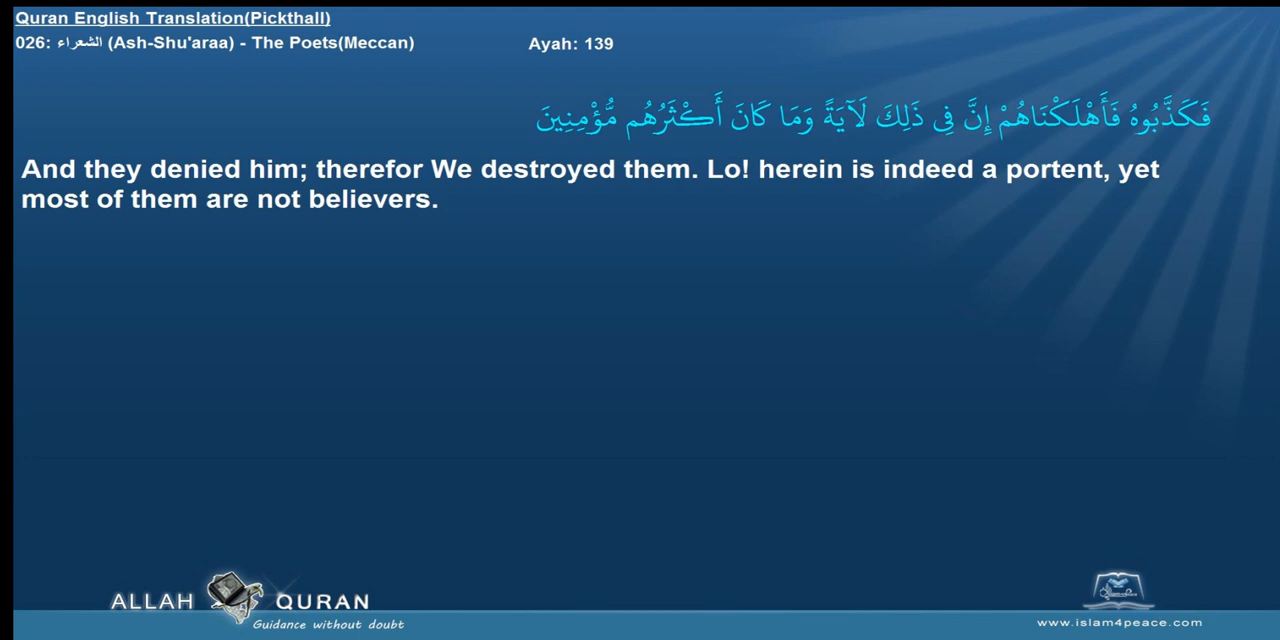 Quran English Translation(Pickthall)
026: الشعراء (Ash-Shu'araa) - The Poets(Meccan) Ayah: 139
فَكَذَّبُوهُ فَأَهْلَكْنَاهُمْ إِنَّ فِي ذَٰلِكَ لَآيَةً وَمَا كَانَ أَكْثَرُهُم مُّؤْمِنِينَ
And they denied him; therefor We destroyed them. Lo! herein is indeed a portent, yet
most of them are not believers.
ALLAH QURAN
Guidance without doubt
www.islam4peace.com